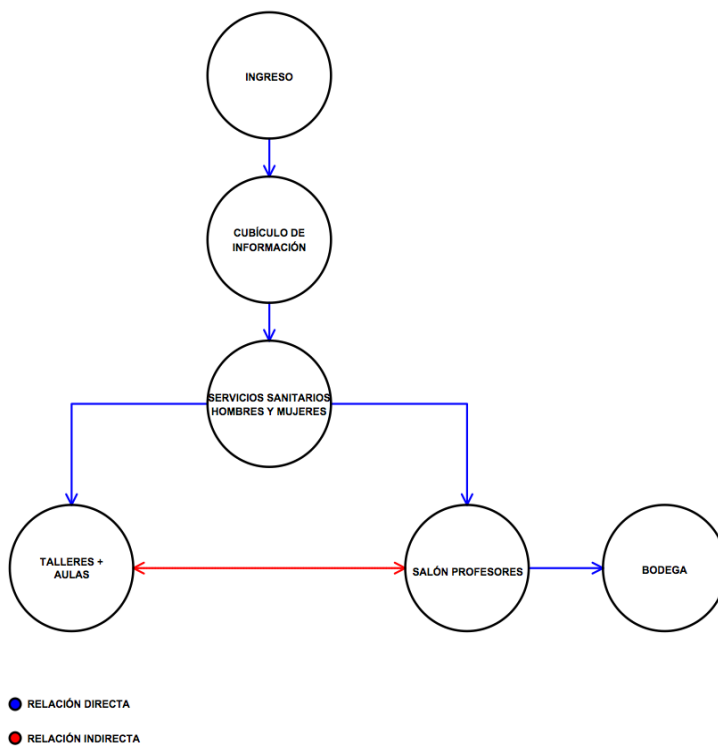 INGRESO
CUBÍCULO DE
INFORMACIÓN
SERVICIOS SANITARIOS
HOMBRES Y MUJERES
TALLERES +
AULAS
SALÓN PROFESORES
BODEGA
RELACIÓN DIRECTA
RELACIÓN INDIRECTA